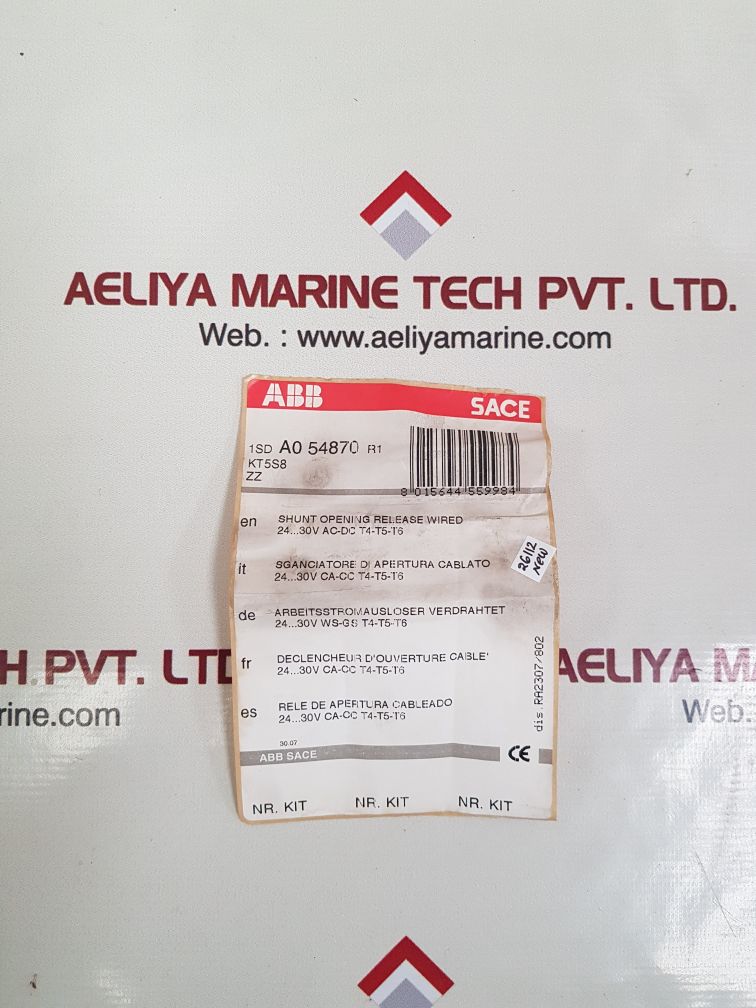 AELIYA MARINE TECH PVT. LTD.
Web. : www.aeliyamarine.com
ABB
SACE
1SD A0 54870 R1
KT5S8
ZZ
8 015644 559984
en SHUNT OPENING RELEASE WIRED
24...30V AC-DC T4-T5-T6
26112
NEW
it SGANCIATORE DI APERTURA CABLATO
24...30V CA-CC T4-T5-T6
de ARBEITSSTROMAUSLOSER VERDRAHTET
24...30V WS-GS T4-T5-T6
fr DECLENCHEUR D'OUVERTURE CABLE'
24...30V CA-CC T4-T5-T6
es RELE DE APERTURA CABLEADO
24...30V CA-CC T4-T5-T6
dis.RA2307/802
30.07
ABB SACE
CE
NR. KIT NR. KIT NR. KIT
H PVT. LTD
rine.com
AELIYA MA
Web.